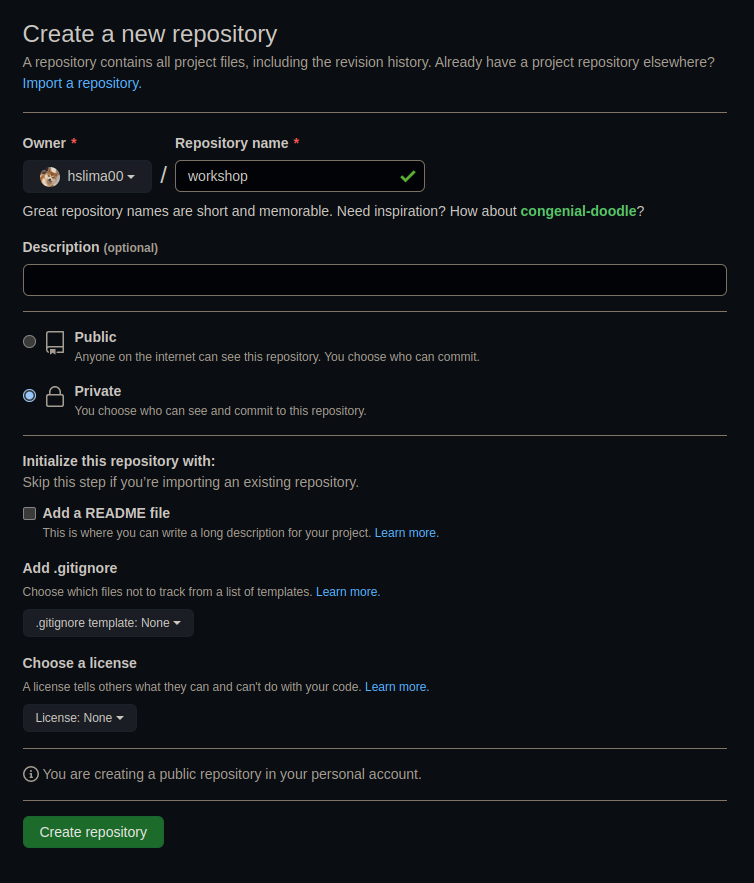 Create a new repository
A repository contains all project files, including the revision history. Already have a project repository elsewhere?
Import a repository.
Owner * Repository name *
hslima00 / workshop
Great repository names are short and memorable. Need inspiration? How about congenial-doodle?
Description (optional)
Public
Anyone on the internet can see this repository. You choose who can commit.
Private
You choose who can see and commit to this repository.
Initialize this repository with:
Skip this step if you're importing an existing repository.
Add a README file
This is where you can write a long description for your project. Learn more.
Add .gitignore
Choose which files not to track from a list of templates. Learn more.
.gitignore template: None
Choose a license
A license tells others what they can and can't do with your code. Learn more.
License: None
You are creating a public repository in your personal account.
Create repository